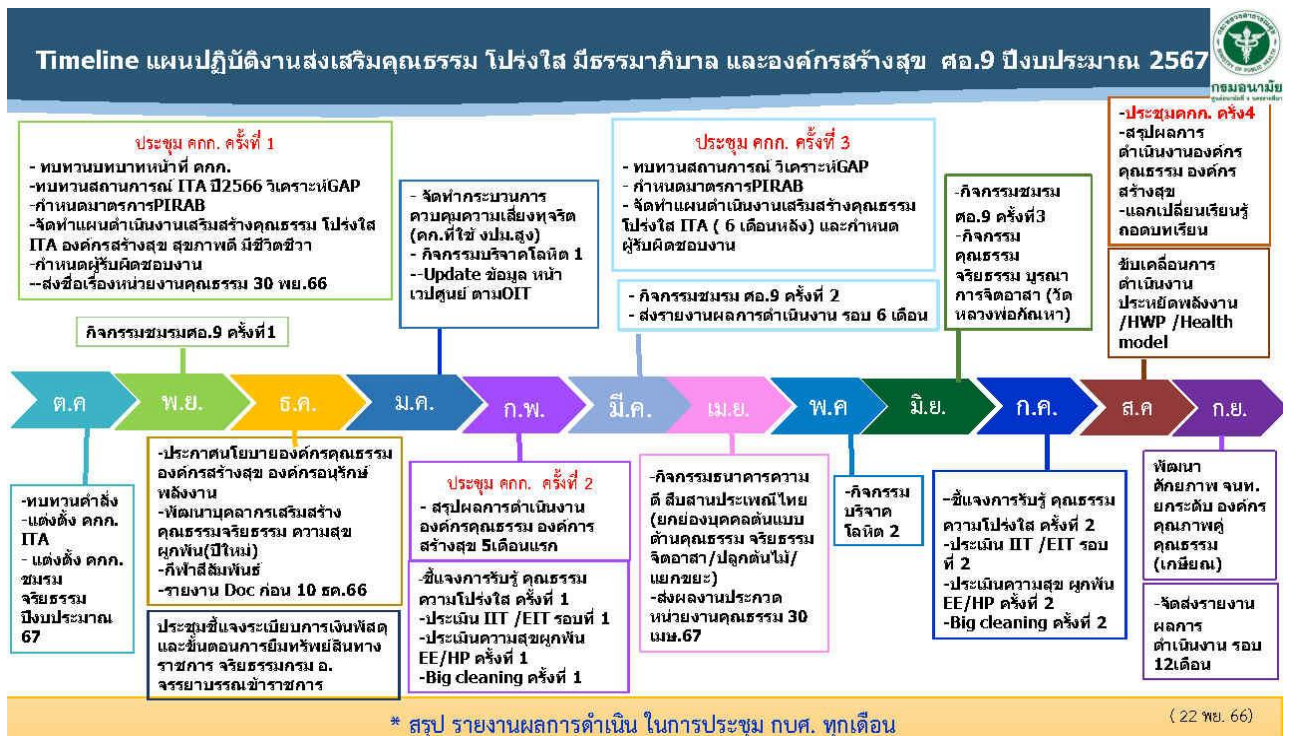 Timeline แผนปฏิบัติงานส่งเสริมคุณธรรม โปร่งใส มีธรรมาภิบาล และองค์กรสร้างสุข ศอ.9 ปีงบประมาณ 2567
กรมอนามัย
ประชุม คกก. ครั้งที่ 1
- ทบทวนบทบาทหน้าที่ คกก.
-ทบทวนสถานการณ์ ITA ปี2566 วิเคราะห์GAP
-กำหนดมาตรการPIRAB
-จัดทำแผนดำเนินงานเสริมสร้างคุณธรรม โปร่งใส
ITA องค์กรสร้างสุข สุขภาพดี มีชีวิตชีวา
-กำหนดผู้รับผิดชอบงาน
--ส่งชื่อเรื่องหน่วยงานคุณธรรม 30 พย.66
กิจกรรมชมรมศอ.9 ครั้งที่1
- จัดทำกระบวนการ
ควบคุมความเสี่ยงทุจริต
(คก.ที่ใช้ งปม.สูง)
- กิจกรรมบริจาคโลหิต 1
--Update ข้อมูล หน้า
เวปศูนย์ ตามOIT
ประชุม คกก. ครั้งที่ 3
- ทบทวนสถานการณ์ วิเคราะห์GAP
- กำหนดมาตรการPIRAB
- จัดทำแผนดำเนินงานเสริมสร้างคุณธรรม
โปร่งใส ITA ( 6 เดือนหลัง) และกำหนด
ผู้รับผิดชอบงาน
- กิจกรรมชมรม ศอ.9 ครั้งที่ 2
- ส่งรายงานผลการดำเนินงาน รอบ 6 เดือน
-กิจกรรมชมรม
ศอ.9 ครั้งที่3
-กิจกรรม
คุณธรรม
จริยธรรม บูรณา
การจิตอาสา (วัด
หลวงพ่อกัณหา)
-ประชุมคกก. ครั้ง4
-สรุปผลการ
ดำเนินงานองค์กร
คุณธรรม องค์กร
สร้างสุข
-แลกเปลี่ยนเรียนรู้
ถอดบทเรียน
ขับเคลื่อนการ
ดำเนินงาน
ประหยัดพลังงาน
/HWP /Health
model
ต.ค
พ.ย.
ธ.ค.
ม.ค.
ก.พ.
มี.ค.
เม.ย.
พ.ค
มิ.ย.
ก.ค.
ส.ค
ก.ย.
-ทบทวนคำสั่ง
-แต่งตั้ง คกก.
ITA
- แต่งตั้ง คกก.
ชมรม
จริยธรรม
ปีงบประมาณ
67
-ประกาศนโยบายองค์กรคุณธรรม
องค์กรสร้างสุข องค์กรอนุรักษ์
พลังงาน
-พัฒนาบุคลากรเสริมสร้าง
คุณธรรมจริยธรรม ความสุข
ผูกพัน(ปีใหม่)
-กีฬาสีสัมพันธ์
-รายงาน Doc ก่อน 10 ธค.66
ประชุมชี้แจงระเบียบการเงินพัสดุ
และขั้นตอนการยืมทรัพย์สินทาง
ราชการ จริยธรรมกรม อ.
จรรยาบรรณข้าราชการ
ประชุม คกก. ครั้งที่ 2
- สรุปผลการดำเนินงาน
องค์กรคุณธรรม องค์การ
สร้างสุข 5เดือนแรก
-ชี้แจงการรับรู้ คุณธรรม
ความโปร่งใส ครั้งที่ 1
-ประเมิน IIT /EIT รอบที่ 1
-ประเมินความสุขผูกพัน
EE/HP ครั้งที่ 1
-Big cleaning ครั้งที่ 1
-กิจกรรมธนาคารความ
ดี สืบสานประเพณีไทย
(ยกย่องบุคคลต้นแบบ
ด้านคุณธรรม จริยธรรม
จิตอาสา/ปลูกต้นไม้/
แยกขยะ)
-ส่งผลงานประกวด
หน่วยงานคุณธรรม 30
เมษ.67
-กิจกรรม
บริจาค
โลหิต 2
-ชี้แจงการรับรู้ คุณธรรม
ความโปร่งใส ครั้งที่ 2
-ประเมิน IIT /EIT รอบ
ที่ 2
-ประเมินความสุข ผูกพัน
EE/HP ครั้งที่ 2
-Big cleaning ครั้งที่ 2
พัฒนา
ศักยภาพ จนท.
ยกระดับ องค์กร
คุณภาพคู่
คุณธรรม
(เกษียณ)
-จัดส่งรายงาน
ผลการ
ดำเนินงาน รอบ
12เดือน
* สรุป รายงานผลการดำเนิน ในการประชุม กบศ. ทุกเดือน
( 22 พย. 66)